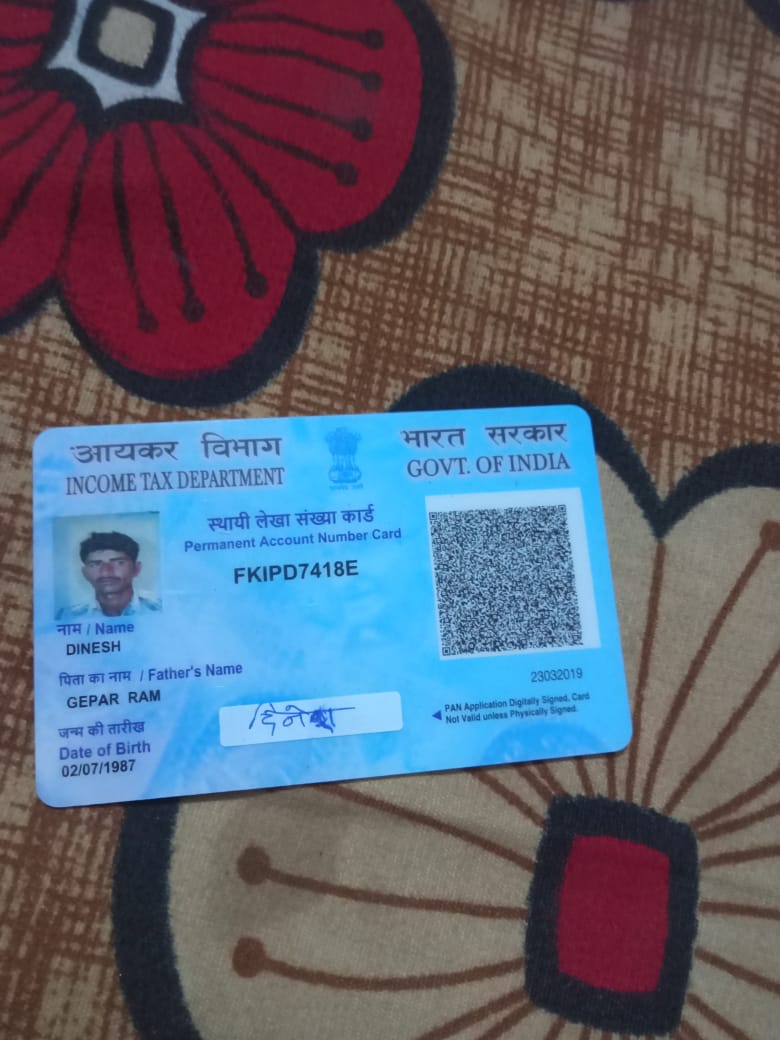 आयकर विभाग
INCOME TAX DEPARTMENT
भारत सरकार
GOVT. OF INDIA
स्थायी लेखा संख्या कार्ड
Permanent Account Number Card
FKIPD7418E
नाम / Name
DINESH
पिता का नाम / Father's Name
GEPAR RAM
जन्म की तारीख
Date of Birth
02/07/1987
दिनेश
23032019
PAN Application Digitally Signed, Card
Not Valid unless Physically Signed.